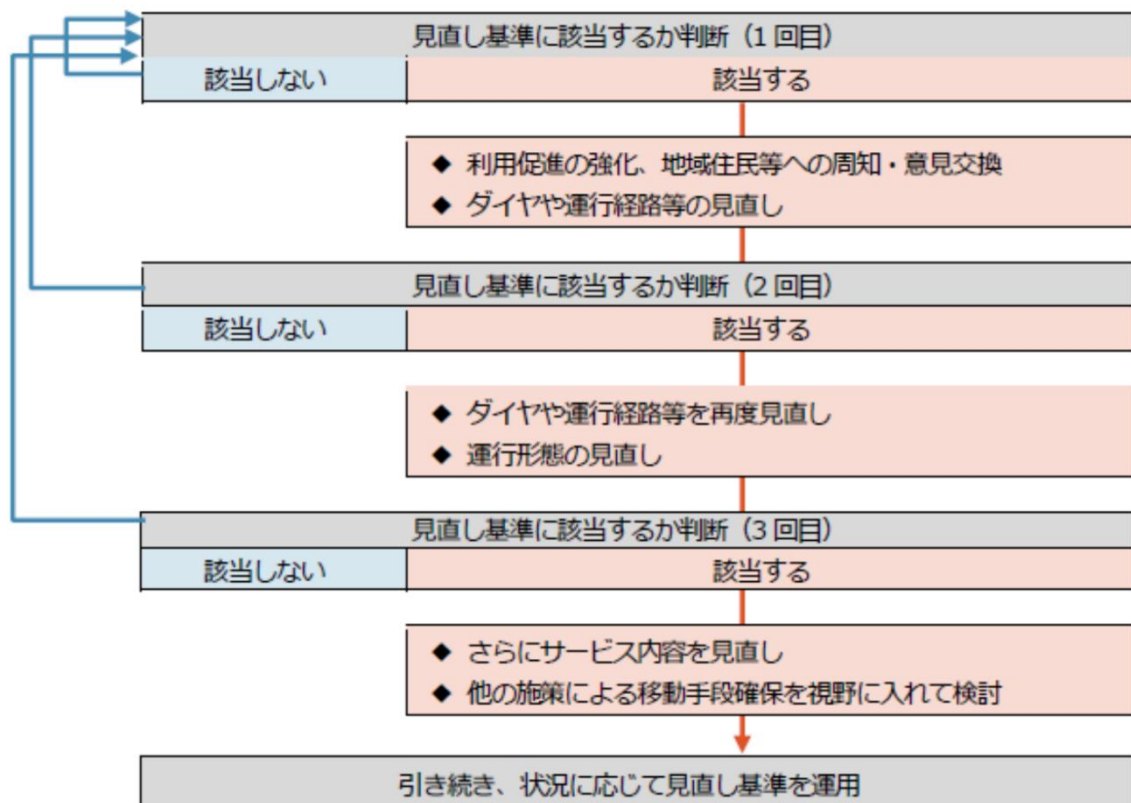 見直し基準に該当するか判断（1回目）
該当しない
該当する
◆ 利用促進の強化、地域住民等への周知・意見交換
◆ ダイヤや運行経路等の見直し
見直し基準に該当するか判断（2回目）
該当しない
該当する
◆ ダイヤや運行経路等を再度見直し
◆ 運行形態の見直し
見直し基準に該当するか判断（3回目）
該当しない
該当する
◆ さらにサービス内容を見直し
◆ 他の施策による移動手段確保を視野に入れて検討
引き続き、状況に応じて見直し基準を運用